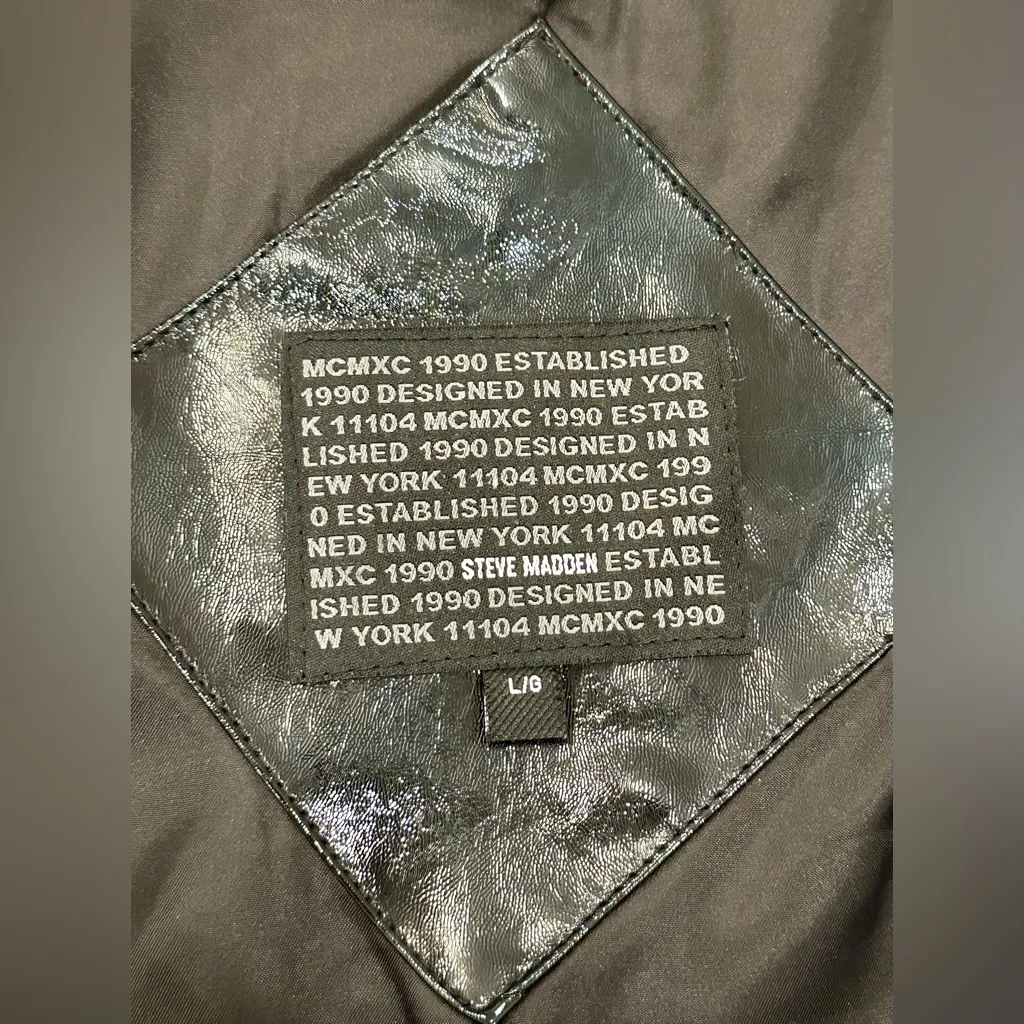 MCMXC 1990 ESTABLISHED
1990 DESIGNED IN NEW YOR
K 11104 MCMXC 1990 ESTAB
LISHED 1990 DESIGNED IN N
EW YORK 11104 MCMXC 199
0 ESTABLISHED 1990 DESIG
NED IN NEW YORK 11104 MC
MXC 1990 STEVE MADDEN ESTABL
ISHED 1990 DESIGNED IN NE
W YORK 11104 MCMXC 1990
L/G